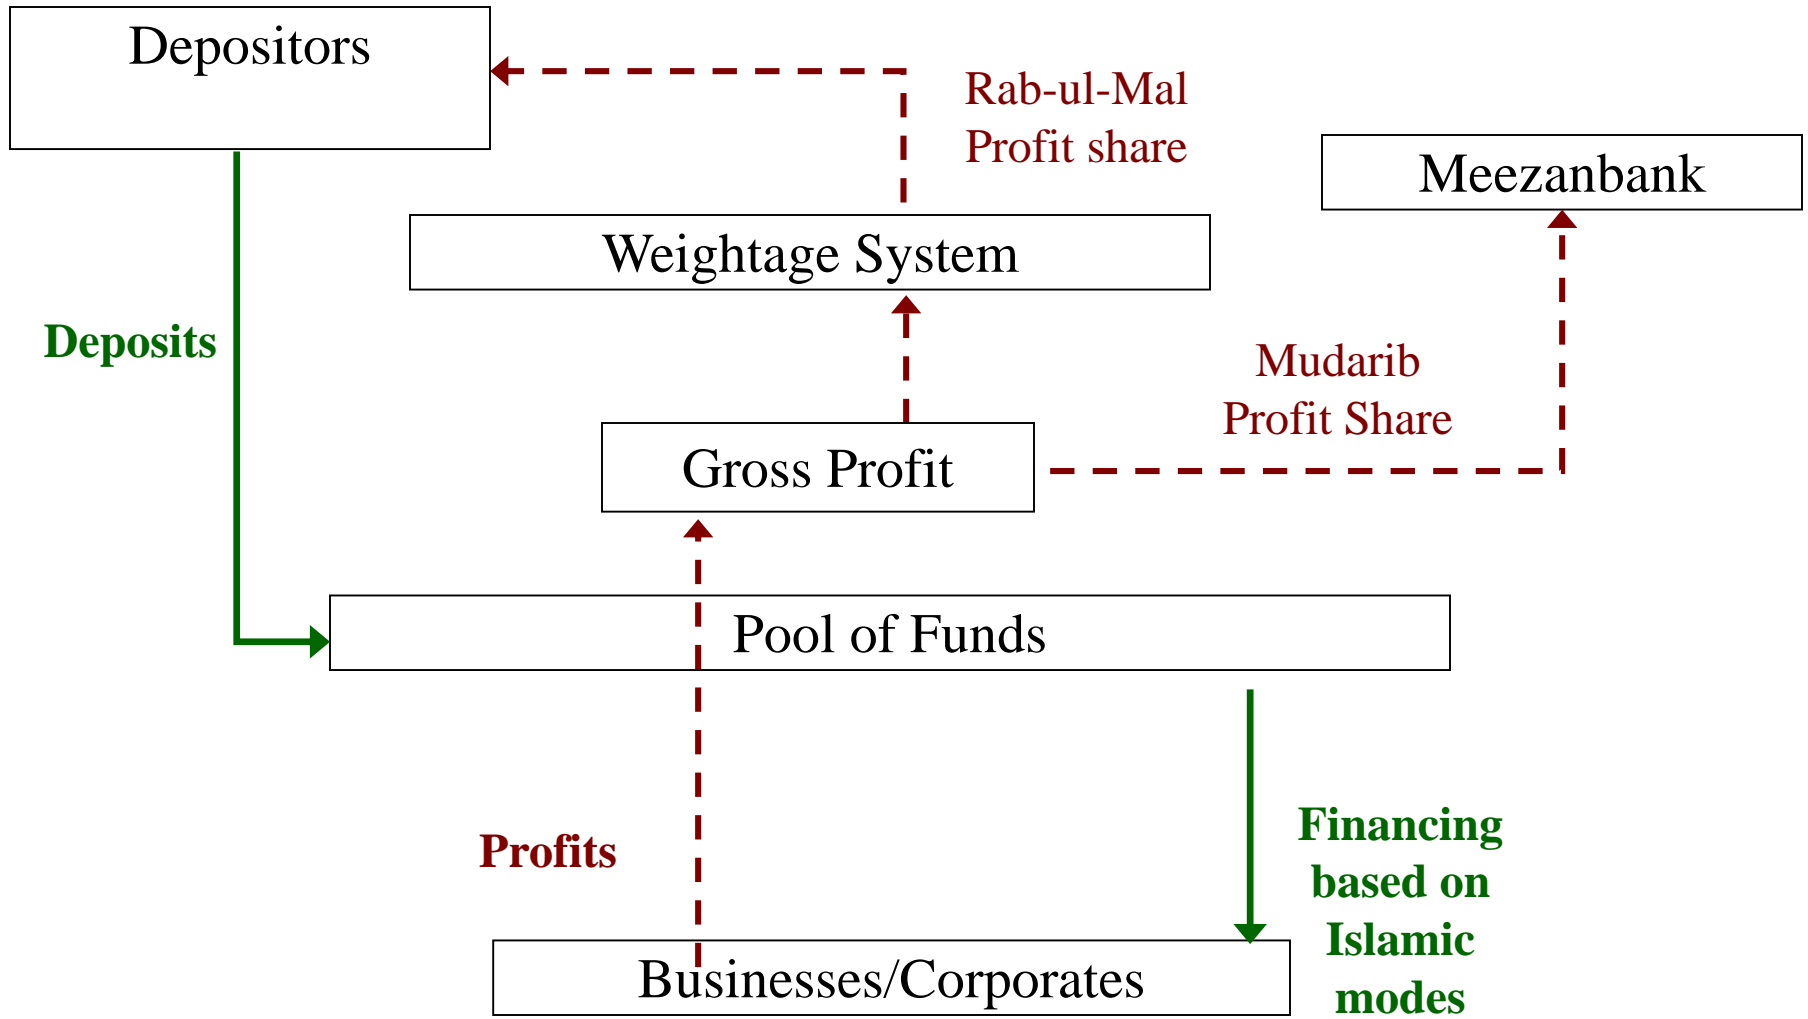 Depositors
Rab-ul-Mal
Profit share
Meezanbank
Weightage System
Deposits
Mudarib
Profit Share
Gross Profit
Pool of Funds
Profits
Financing
based on
Islamic
modes
Businesses/Corporates